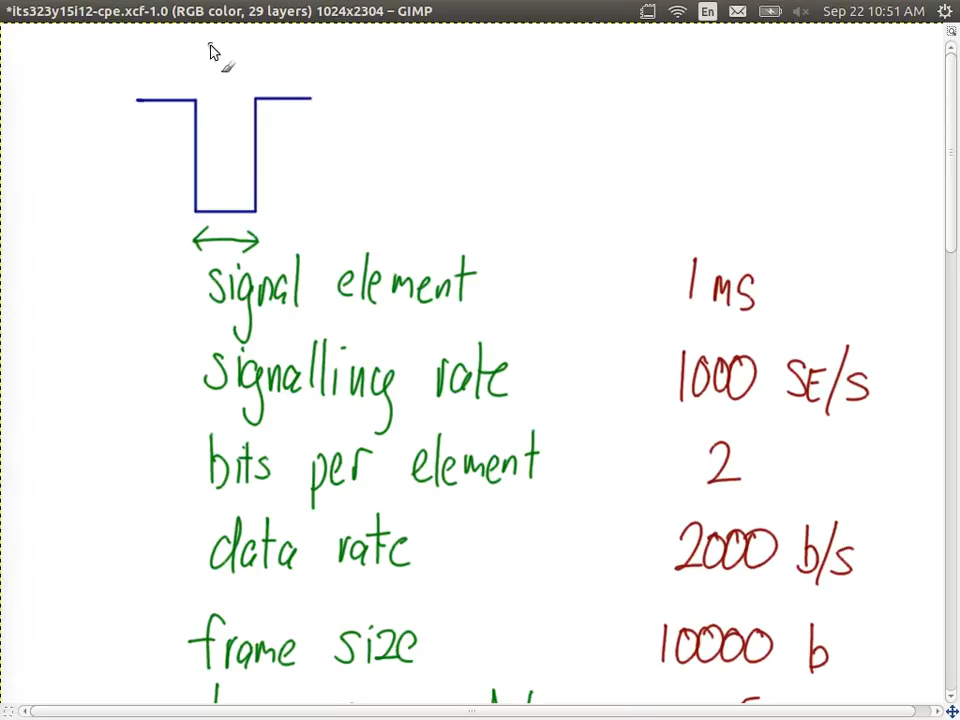 *its323y15i12-cpe.xcf-1.0 (RGB color, 29 layers) 1024x2304 – GIMP En Sep 22 10:51 AM
signal element 1 ms
signalling rate 1000 SE/s
bits per element 2
data rate 2000 b/s
frame size 10000 b